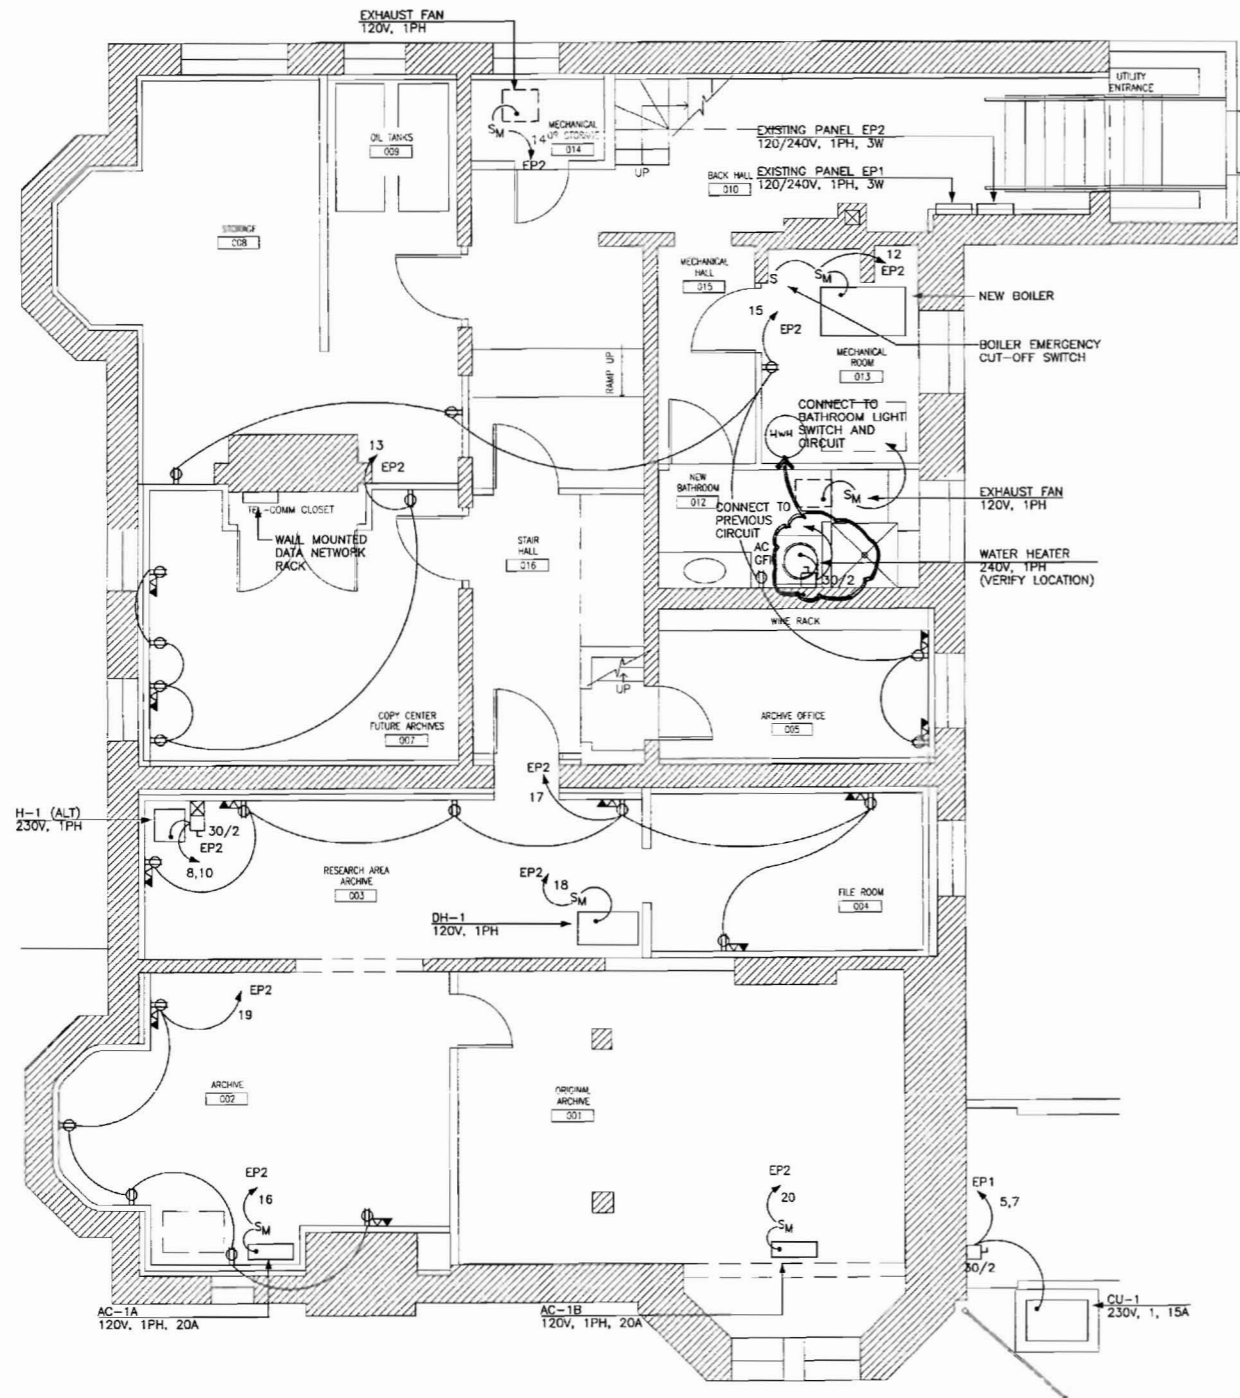 EXHAUST FAN
120V, 1PH
UTILITY
ENTRANCE
OIL TANKS
009
S
M
MECHANICAL
OR STORAGE
014
14
EP2
UP
EXISTING PANEL EP2
120/240V, 1PH, 3W
BACK HALL
010
EXISTING PANEL EP1
120/240V, 1PH, 3W
STORAGE
008
MECHANICAL
HALL
015
S
S
M
12
EP2
NEW BOILER
15
EP2
BOILER EMERGENCY
CUT-OFF SWITCH
MECHANICAL
ROOM
013
RAMP UP
CONNECT TO
BATHROOM LIGHT
SWITCH AND
CIRCUIT
HWH
13
EP2
NEW
BATHROOM
012
S
M
EXHAUST FAN
120V, 1PH
TEL-COMM CLOSET
CONNECT TO
PREVIOUS
CIRCUIT
WALL MOUNTED
DATA NETWORK
RACK
STAIR
HALL
016
AC
GFI
30/2
WATER HEATER
240V, 1PH
(VERIFY LOCATION)
WINE RACK
UP
COPY CENTER
FUTURE ARCHIVES
007
ARCHIVE OFFICE
005
EP2
17
H-1 (ALT)
230V, 1PH
30/2
EP2
8,10
RESEARCH AREA
ARCHIVE
003
EP2
18
S
M
FILE ROOM
004
DH-1
120V, 1PH
EP2
19
ARCHIVE
002
ORIGINAL
ARCHIVE
001
EP2
16
S
M
EP2
20
S
M
EP1
5,7
30/2
AC-1A
120V, 1PH, 20A
AC-1B
120V, 1PH, 20A
CU-1
230V, 1, 15A